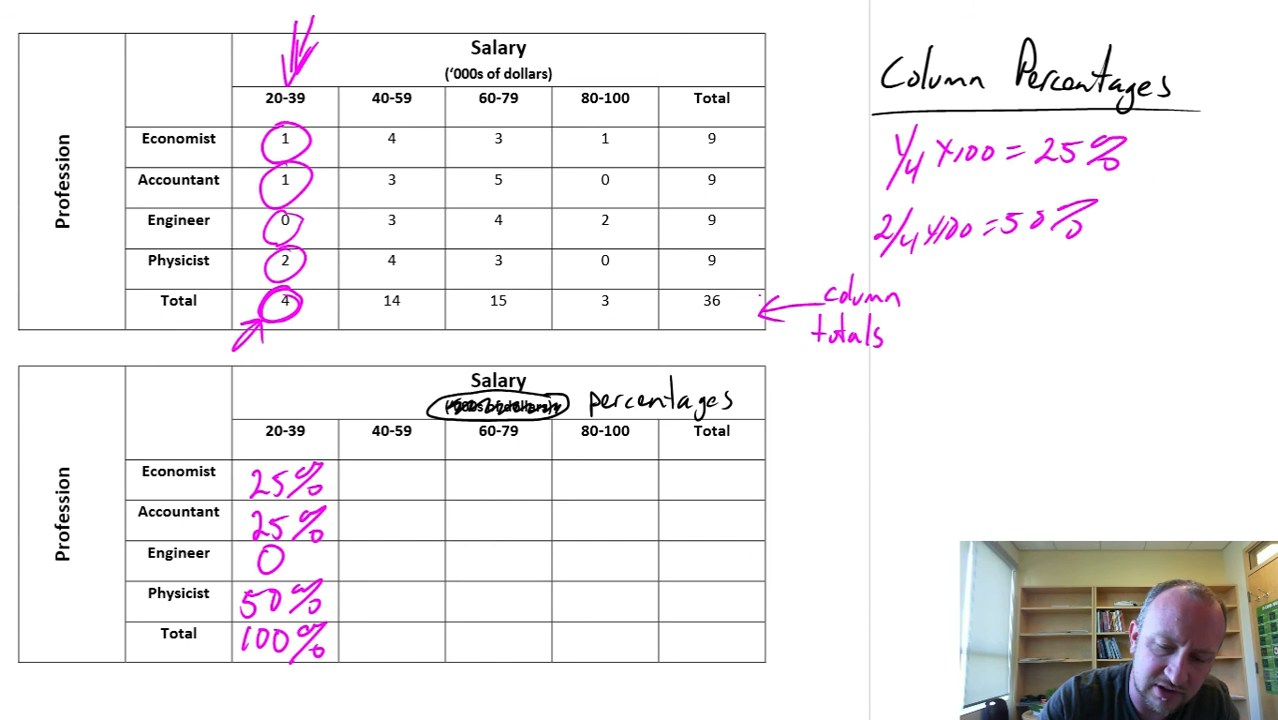 Salary
('000s of dollars)
20-39 40-59 60-79 80-100 Total
Profession
Economist 1 4 3 1 9
Accountant 1 3 5 0 9
Engineer 0 3 4 2 9
Physicist 2 4 3 0 9
Total 4 14 15 3 36
column
totals
Salary
percentages
20-39 40-59 60-79 80-100 Total
Profession
Economist 25%
Accountant 25%
Engineer 0
Physicist 50%
Total 100%
Column Percentages
1/4 x100 = 25%
2/4 x100 = 50%